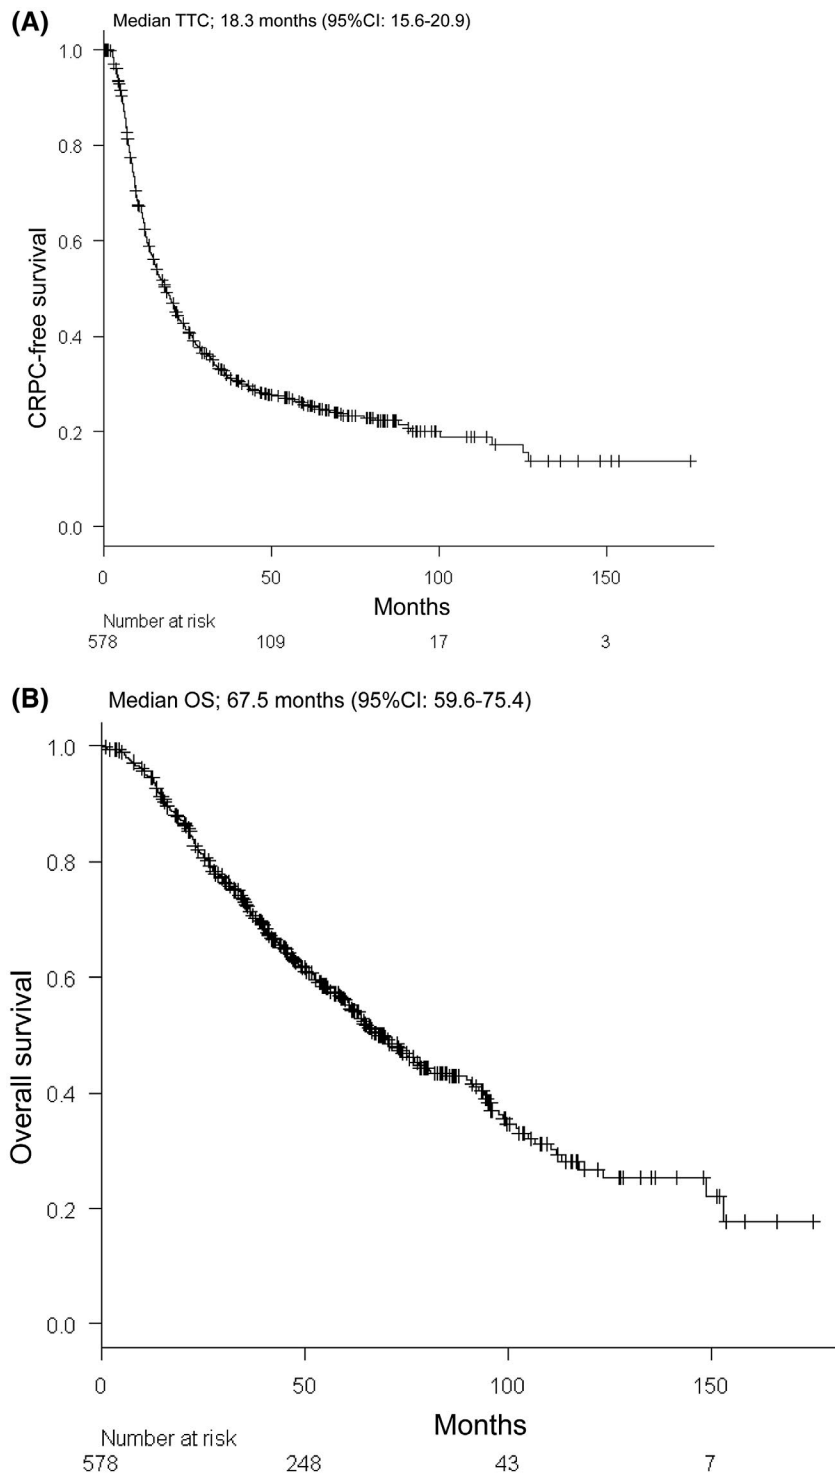 (A)
Median TTC; 18.3 months (95%CI: 15.6-20.9)
1.0
0.8
0.6
0.4
0.2
0.0
CRPC-free survival
0 50 100 150
Months
Number at risk
578 109 17 3
(B)
Median OS; 67.5 months (95%CI: 59.6-75.4)
1.0
0.8
0.6
0.4
0.2
0.0
Overall survival
0 50 100 150
Months
Number at risk
578 248 43 7